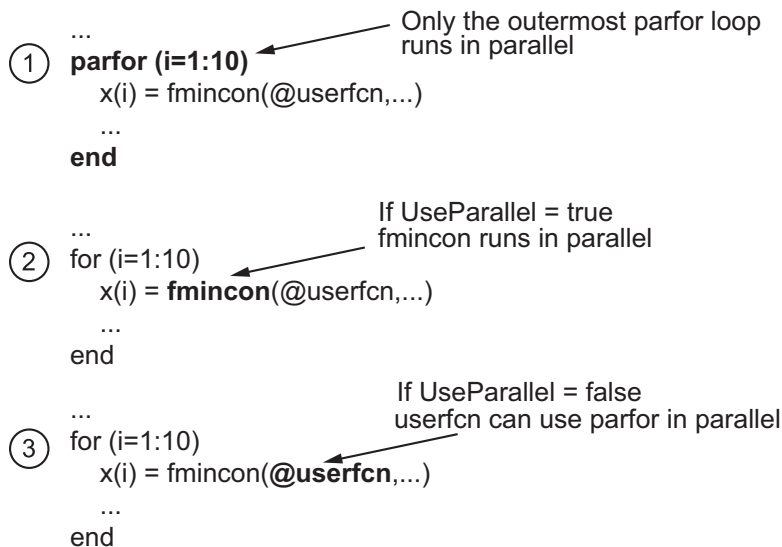 ...
Only the outermost parfor loop
runs in parallel
1 parfor (i=1:10)
x(i) = fmincon(@userfcn,...)
...
end
...
If UseParallel = true
fmincon runs in parallel
2 for (i=1:10)
x(i) = fmincon(@userfcn,...)
...
end
...
If UseParallel = false
userfcn can use parfor in parallel
3 for (i=1:10)
x(i) = fmincon(@userfcn,...)
...
end